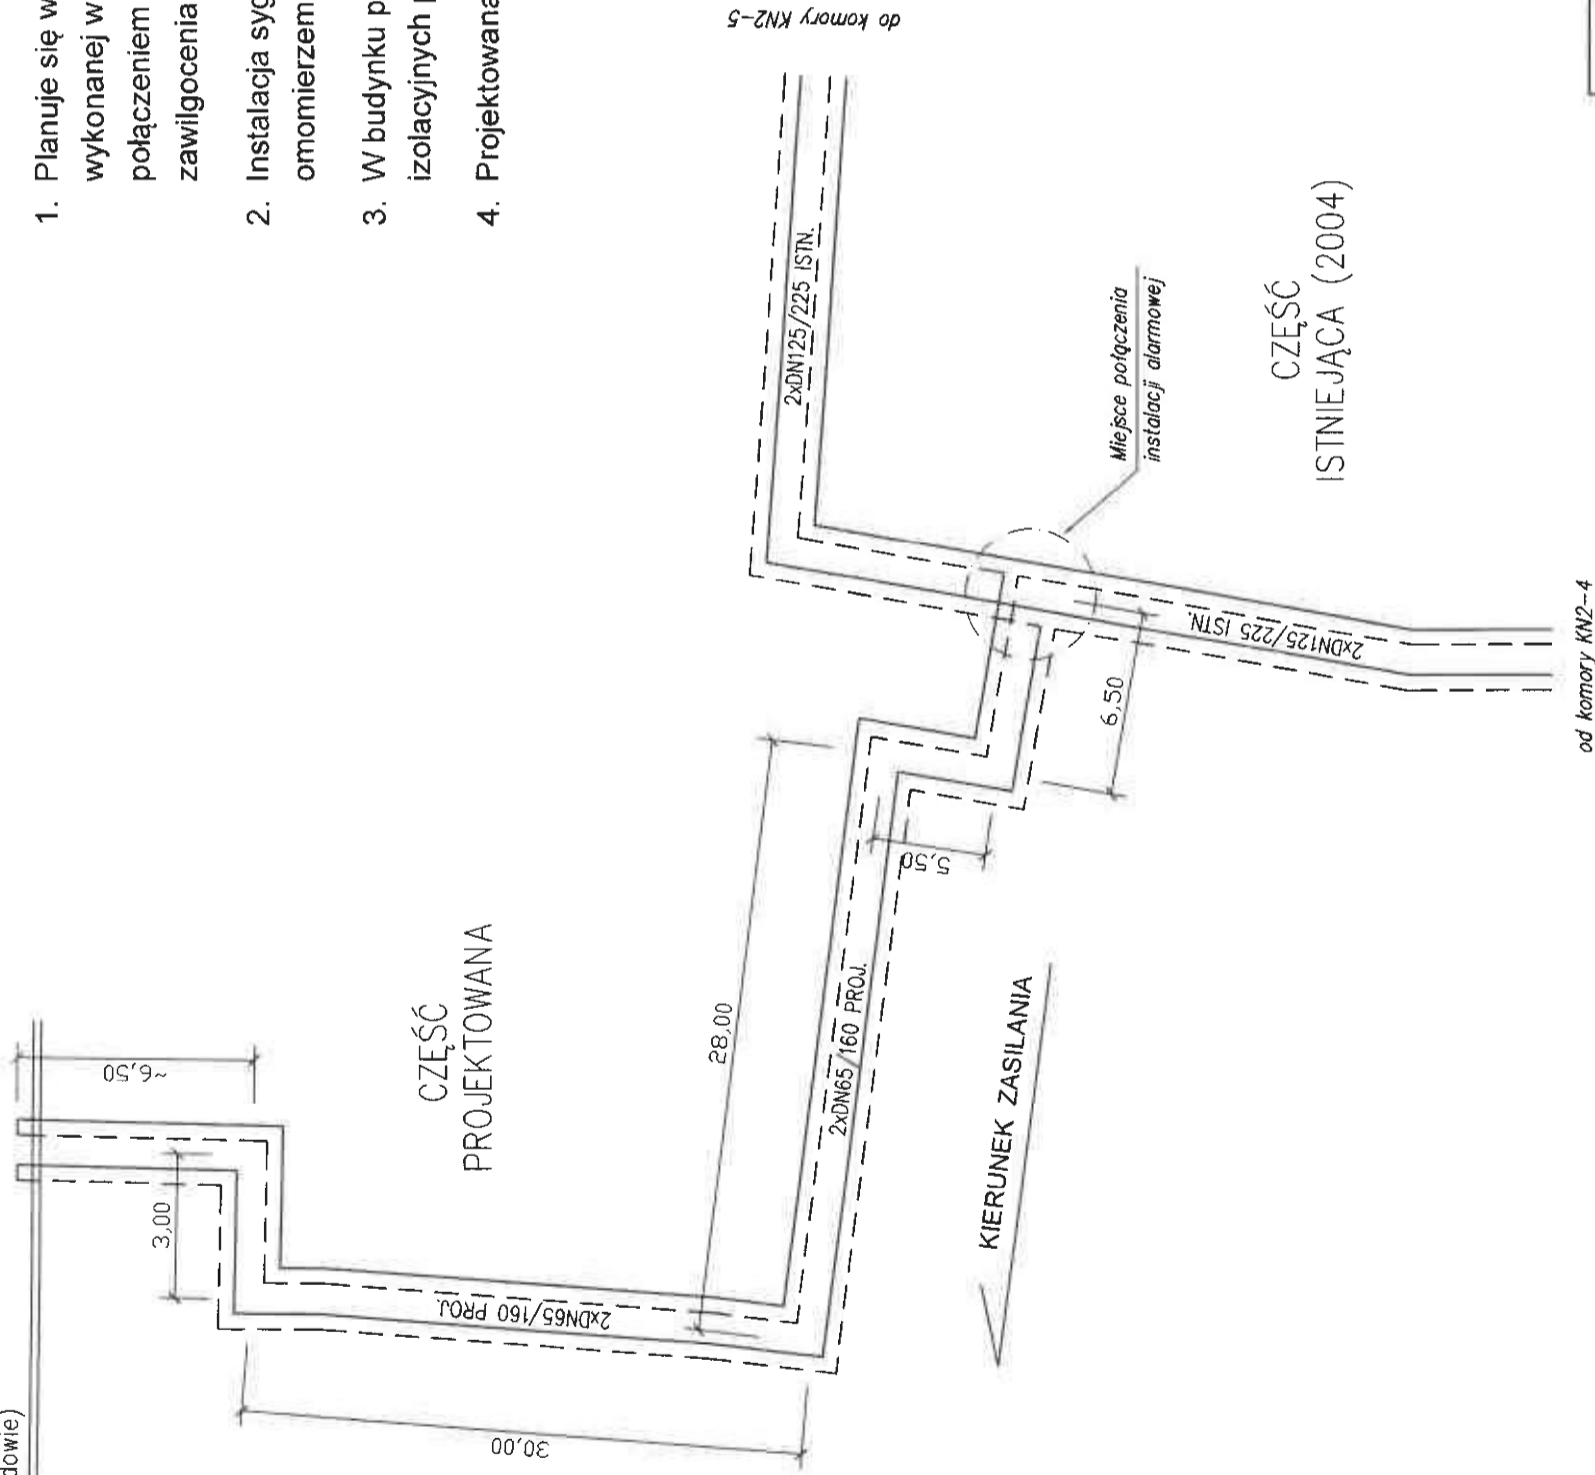 1. Planuje się w
wykonanej w
połączeniem
zawilgocenia
2. Instalacja syg
omomierzem
3. W budynku p
izolacyjnych p
4. Projektowana
do komory KN2-5
2xDN125/225 ISTN.
Miejsce połączenia
instalacji alarmowej
CZĘŚĆ
ISTNIEJĄCA (2004)
2xDN125/225 ISTN.
6,50
od komory KN2-4
5,50
28,00
2xDN65/160 PROJ.
KIERUNEK ZASILANIA
CZĘŚĆ
PROJEKTOWANA
~6,50
3,00
2xDN65/160 PROJ.
30,00
dowie)